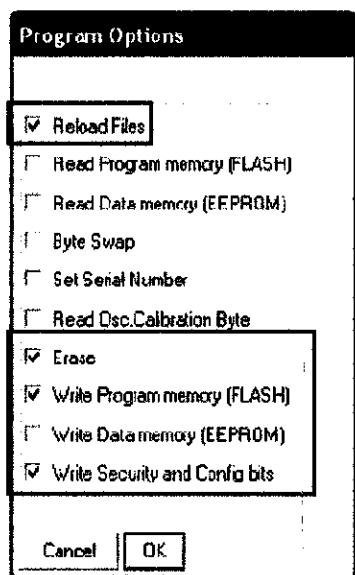 Program Options
Reload Files
Read Program memory (FLASH)
Read Data memory (EEPROM)
Byte Swap
Set Serial Number
Read Osc.Calibration Byte
Erase
Write Program memory (FLASH)
Write Data memory (EEPROM)
Write Security and Config bits
Cancel OK